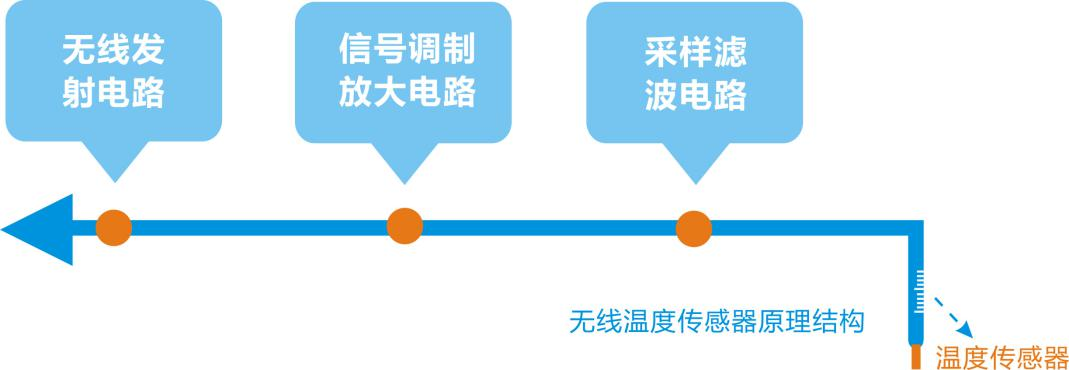 无线发
射电路
信号调制
放大电路
采样滤
波电路
无线温度传感器原理结构
温度传感器